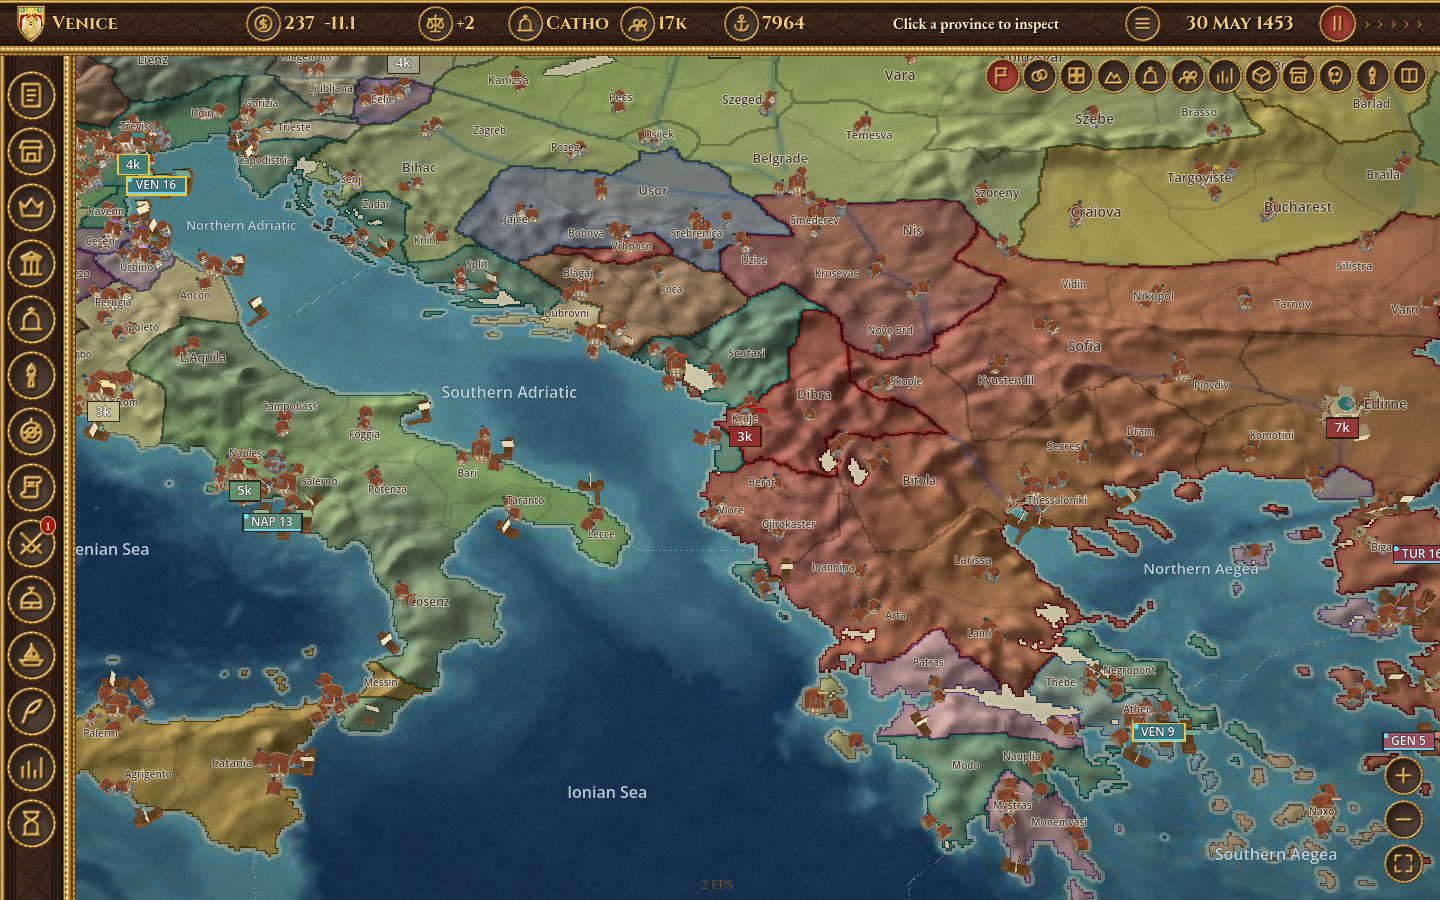 VENICE
237 -11.1
+2
CATHO
17K
7964
Click a province to inspect
30 MAY 1453
Lienz
4k
Kanizsa
Vara
Ljubljana
Celje
Pecs
Szeged
Szebe
Brasso
Barlad
Udin
Gorizia
Treviso
Trieste
Zagreb
Osijek
Temesva
4k
Capodistria
Bihac
Pozeg
Belgrade
Targoviste
Braila
VEN 16
Senj
Usor
Szoreny
Ravenn
Zadar
Craiova
Bucharest
Northern Adriatic
Jajce
Smederev
Cesen
Knin
Bobova
Srebrenica
Nis
Vrhbosn
Urbino
Split
Uzice
Silistra
Blagaj
Krusevac
Vidin
Perugia
Ancon
Foca
Nikopol
Tarnov
Varn
Spoleto
Dubrovni
Novo Brd
L'Aquila
Scutari
Sofia
Kyustendil
Plovdiv
Southern Adriatic
Dibra
Skopje
3k
Campobass
Kruje
Edirne
Foggia
3k
7k
Naples
Bari
Serres
Dram
Komotini
Salerno
Potenza
Berat
Bitola
5k
Taranto
Vlore
Thessaloniki
NAP 13
Gjirokaster
Lecce
enian Sea
Biga
TUR 16
Ioannina
Larissa
Northern Aegea
Cosenz
Arta
Lami
Patras
Negropont
Messin
Thebe
Palerm
Athen
VEN 9
GEN 5
Catania
Nauplia
Agrigento
Modo
Ionian Sea
Mystras
Naxo
Monemvasi
Southern Aegea
2 FPS
1